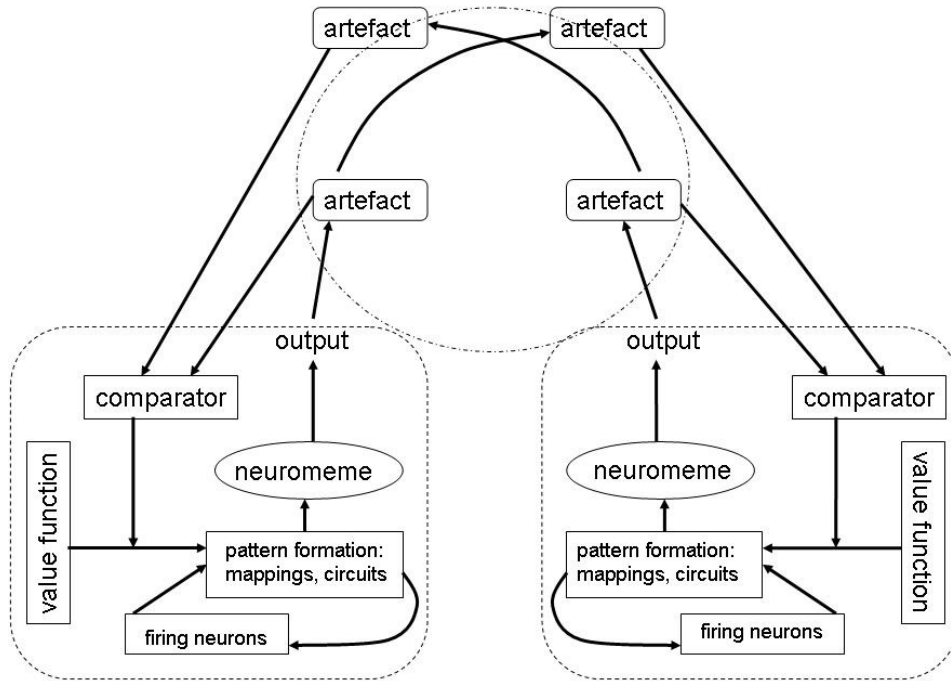 artefact
artefact
artefact
artefact
output
output
comparator
comparator
neuromeme
neuromeme
value function
value function
pattern formation:
mappings, circuits
pattern formation:
mappings, circuits
firing neurons
firing neurons